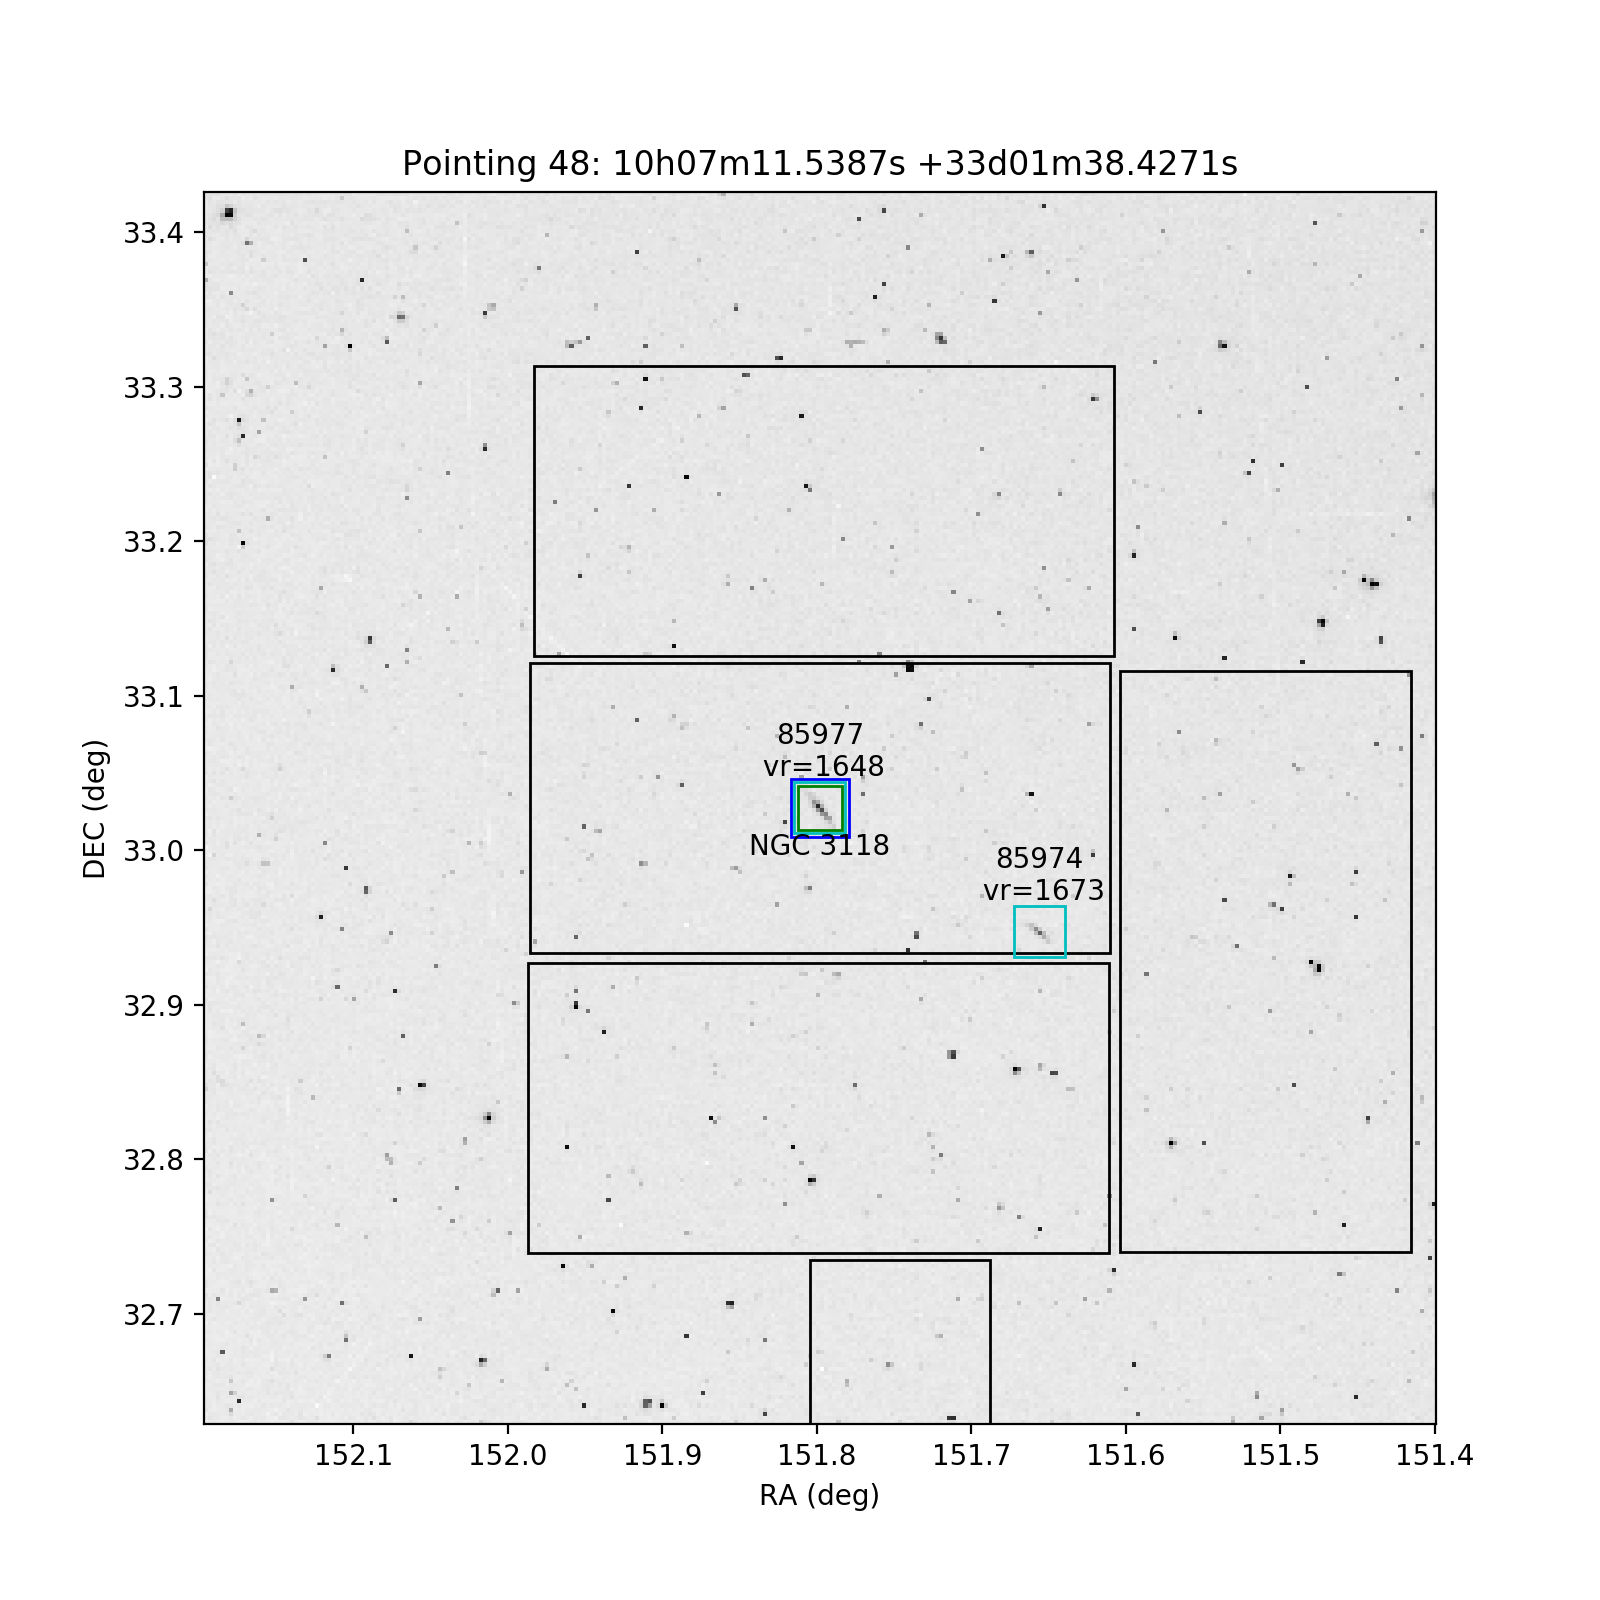 Pointing 48: 10h07m11.5387s +33d01m38.4271s
33.4
33.3
33.2
33.1
33.0
32.9
32.8
32.7
DEC (deg)
85977
vr=1648
NGC 3118
85974
vr=1673
152.1 152.0 151.9 151.8 151.7 151.6 151.5 151.4
RA (deg)